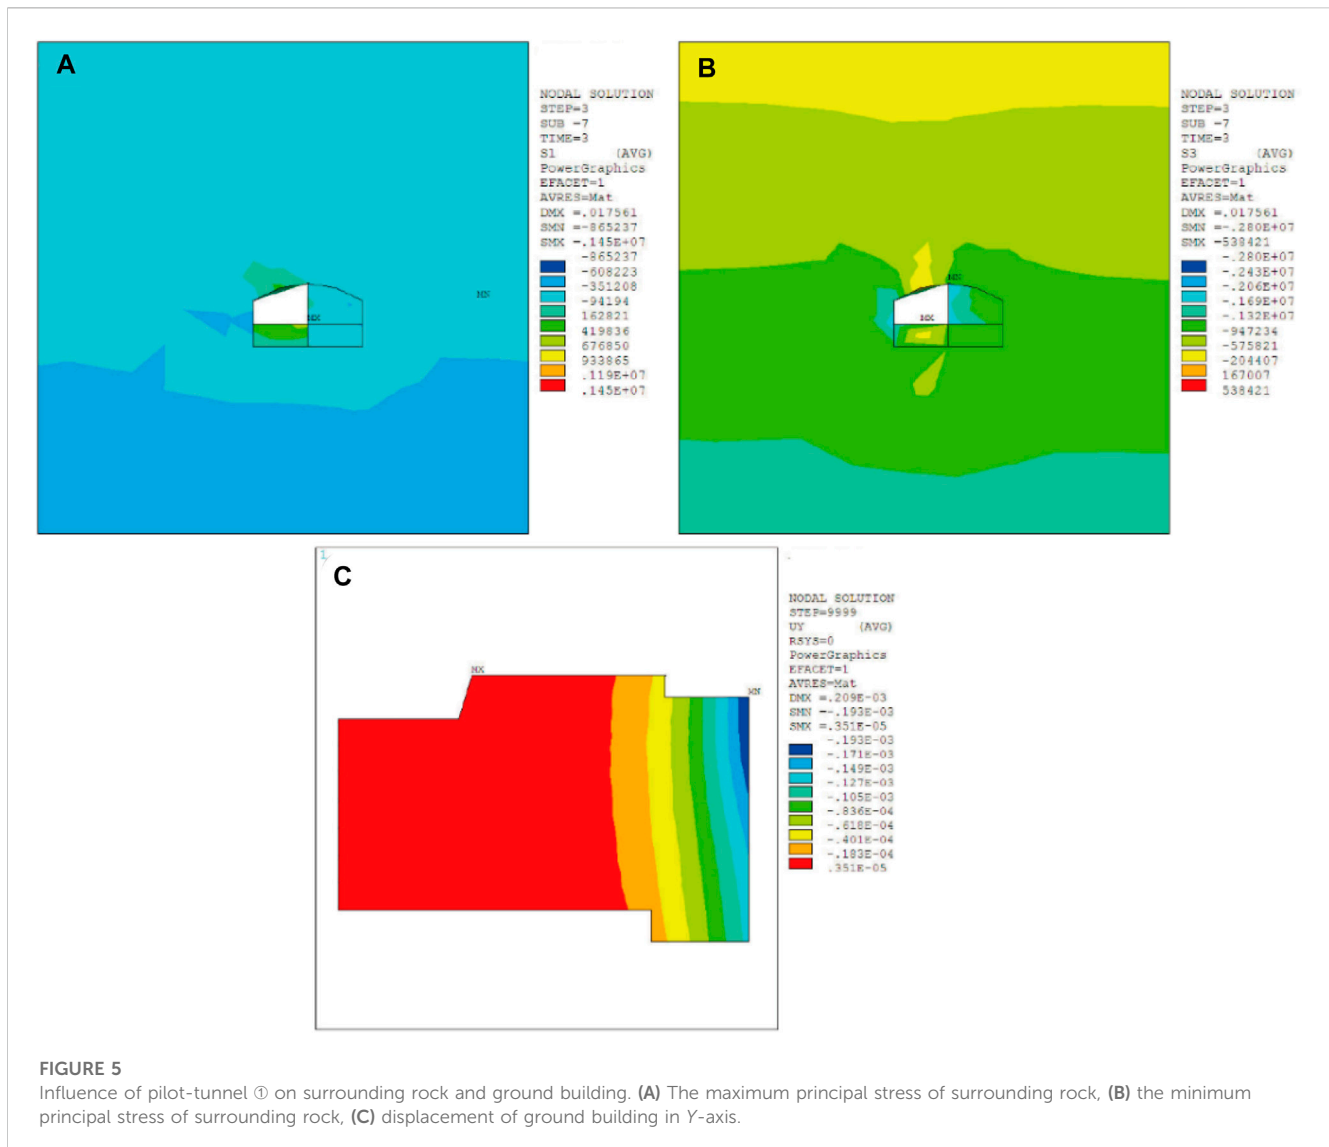 A
NODAL SOLUTION
STEP=3
SUB =7
TIME=3
S1 (AVG)
PowerGraphics
EFACET=1
AVRES=Mat
DMX =.017561
SMN =-865237
SMX =.145E+07
-865237
-608223
-351208
-94194
162821
419836
676850
933865
.119E+07
.145E+07
MN
MX
B
NODAL SOLUTION
STEP=3
SUB =7
TIME=3
S3 (AVG)
PowerGraphics
EFACET=1
AVRES=Mat
DMX =.017561
SMN =-.280E+07
SMX =538421
-.280E+07
-.243E+07
-.206E+07
-.169E+07
-.132E+07
-947234
-575821
-204407
167007
538421
MN
MX
1
C
NODAL SOLUTION
STEP=9999
UY (AVG)
RSYS=0
PowerGraphics
EFACET=1
AVRES=Mat
DMX =.209E-03
SMN =-.193E-03
SMX =.351E-05
-.193E-03
-.171E-03
-.149E-03
-.127E-03
-.105E-03
-.836E-04
-.618E-04
-.401E-04
-.183E-04
.351E-05
MX
MN
FIGURE 5
Influence of pilot-tunnel ① on surrounding rock and ground building. (A) The maximum principal stress of surrounding rock, (B) the minimum
principal stress of surrounding rock, (C) displacement of ground building in Y-axis.